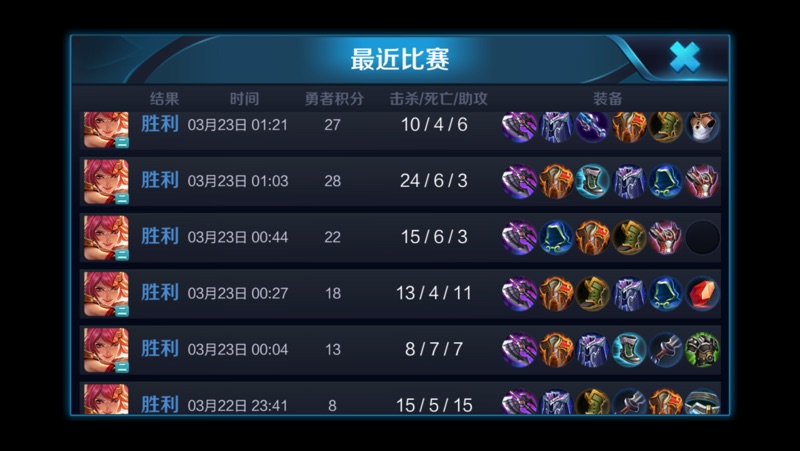 最近比赛
结果 时间 勇者积分 击杀/死亡/助攻 装备
胜利 03月23日 01:21 27 10/4/6
二
胜利 03月23日 01:03 28 24/6/3
二
胜利 03月23日 00:44 22 15/6/3
二
胜利 03月23日 00:27 18 13/4/11
二
胜利 03月23日 00:04 13 8/7/7
二
胜利 03月22日 23:41 8 15/5/15